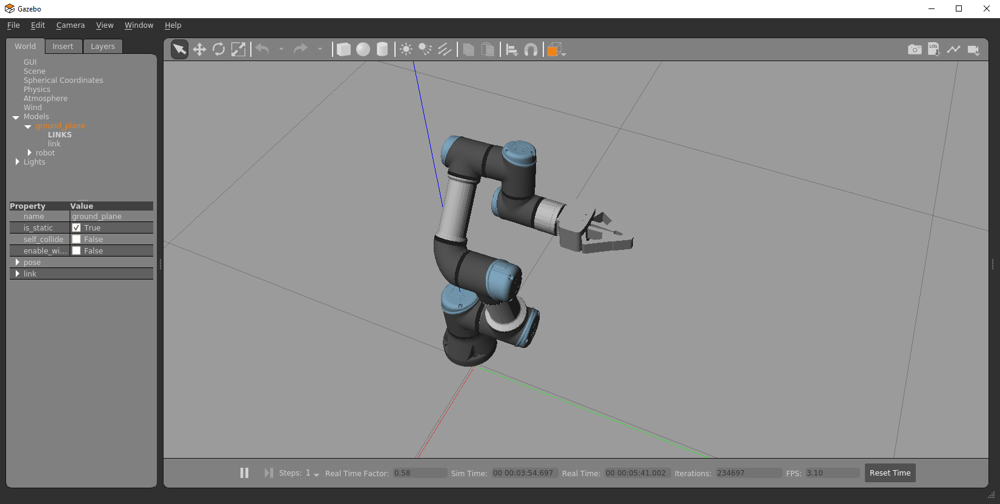 Gazebo
File Edit Camera View Window Help
World Insert Layers
LOG
GUI
Scene
Spherical Coordinates
Physics
Atmosphere
Wind
Models
ground_plane
LINKS
link
robot
Lights
Property Value
name ground_plane
is_static True
self_collide False
enable_wi... False
pose
link
Steps: 1 Real Time Factor: 0.58 Sim Time: 00 00:03:54.697 Real Time: 00 00:05:41.002 Iterations: 234697 FPS: 3.10 Reset Time